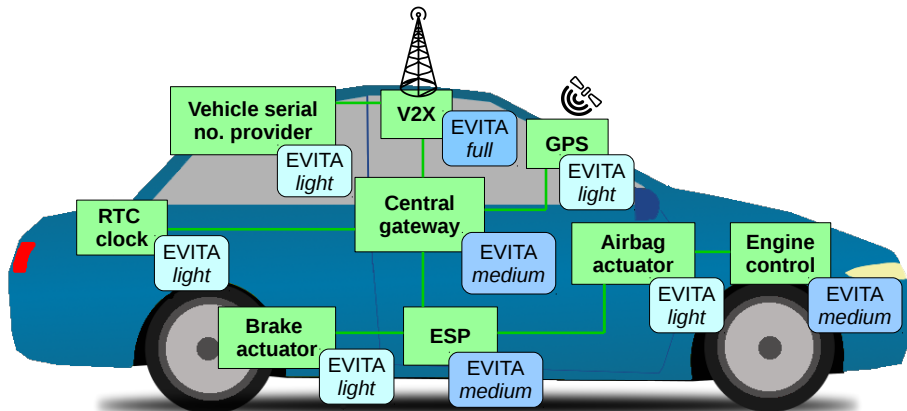 Vehicle serial
no. provider
EVITA
light
V2X
EVITA
full
GPS
EVITA
light
RTC
clock
EVITA
light
Central
gateway
EVITA
medium
Airbag
actuator
EVITA
light
Engine
control
EVITA
medium
Brake
actuator
EVITA
light
ESP
EVITA
medium